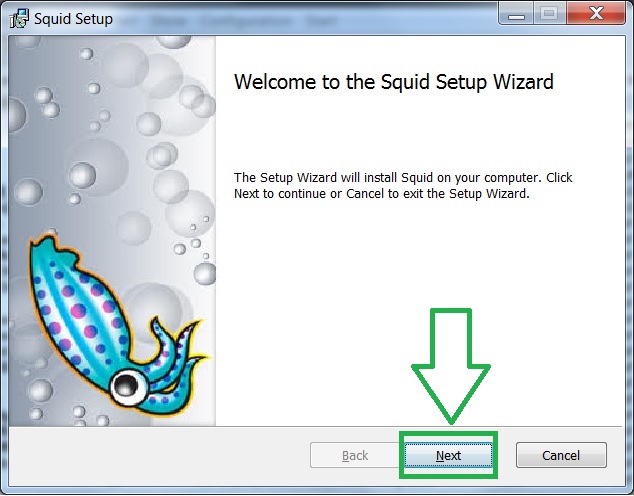 Squid Setup
Welcome to the Squid Setup Wizard
The Setup Wizard will install Squid on your computer. Click
Next to continue or Cancel to exit the Setup Wizard.
Back
Next
Cancel